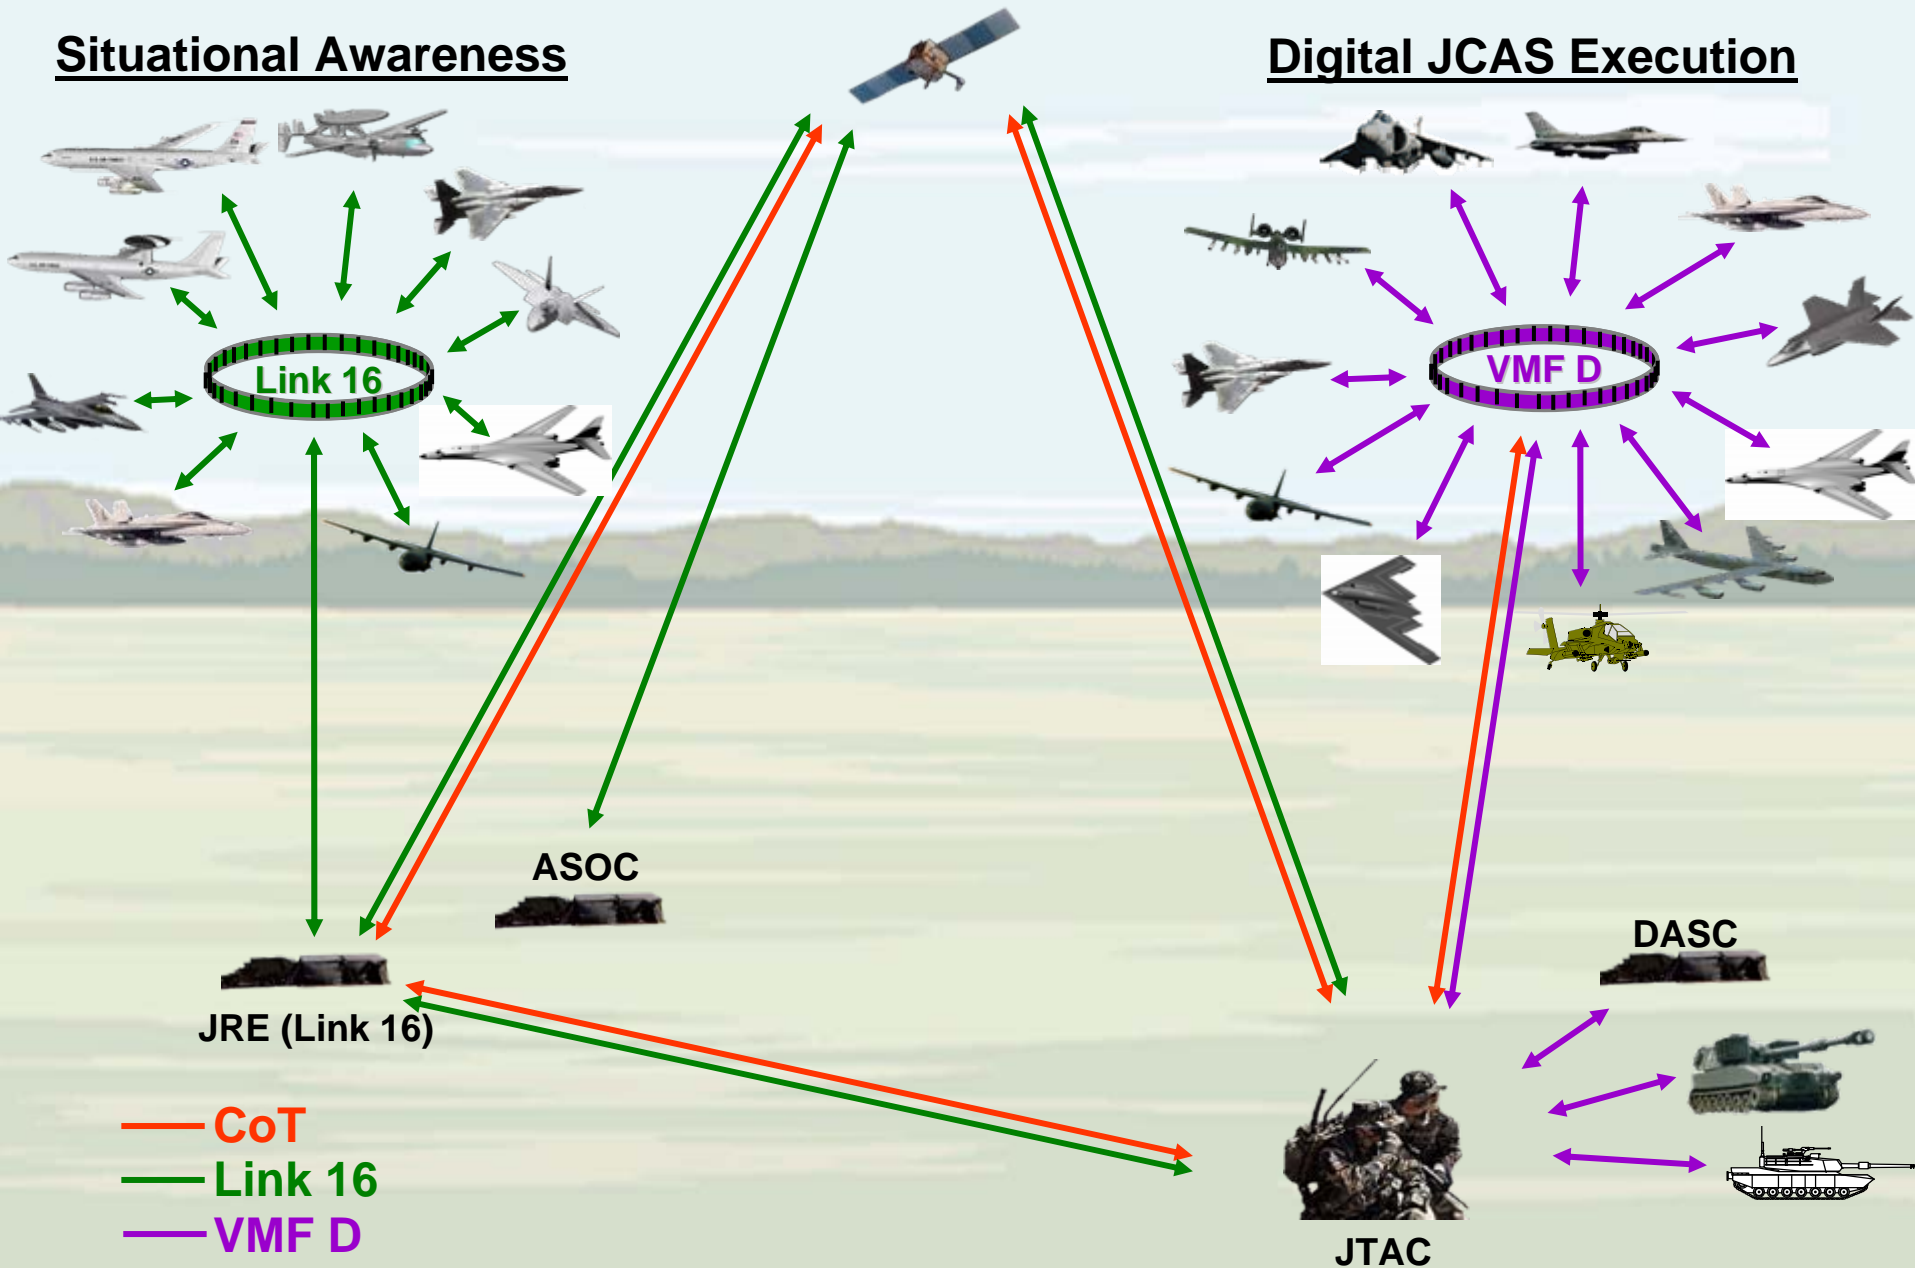 Situational Awareness
Digital JCAS Execution
Link 16
VMF D
ASOC
DASC
JRE (Link 16)
CoT
Link 16
VMF D
JTAC